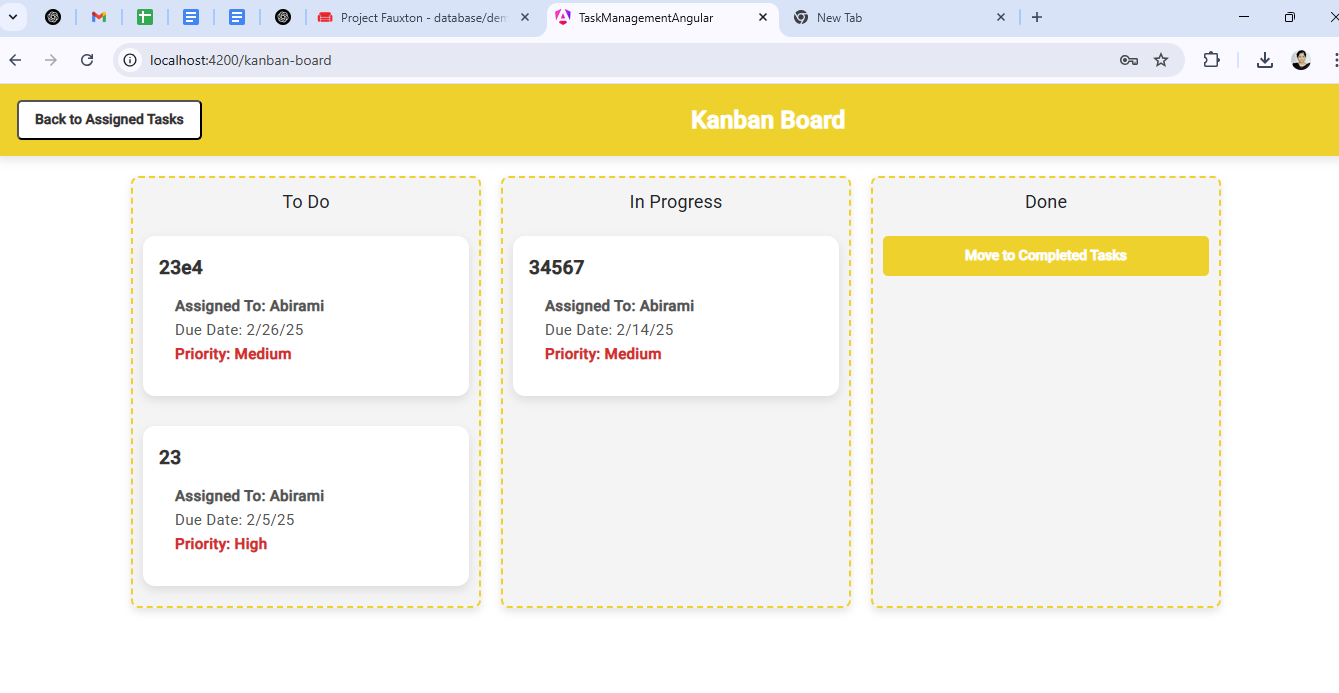 Project Fauxton - database/dem
TaskManagementAngular
New Tab
localhost:4200/kanban-board
Back to Assigned Tasks
Kanban Board
To Do
23e4
Assigned To: Abirami
Due Date: 2/26/25
Priority: Medium
23
Assigned To: Abirami
Due Date: 2/5/25
Priority: High
In Progress
34567
Assigned To: Abirami
Due Date: 2/14/25
Priority: Medium
Done
Move to Completed Tasks